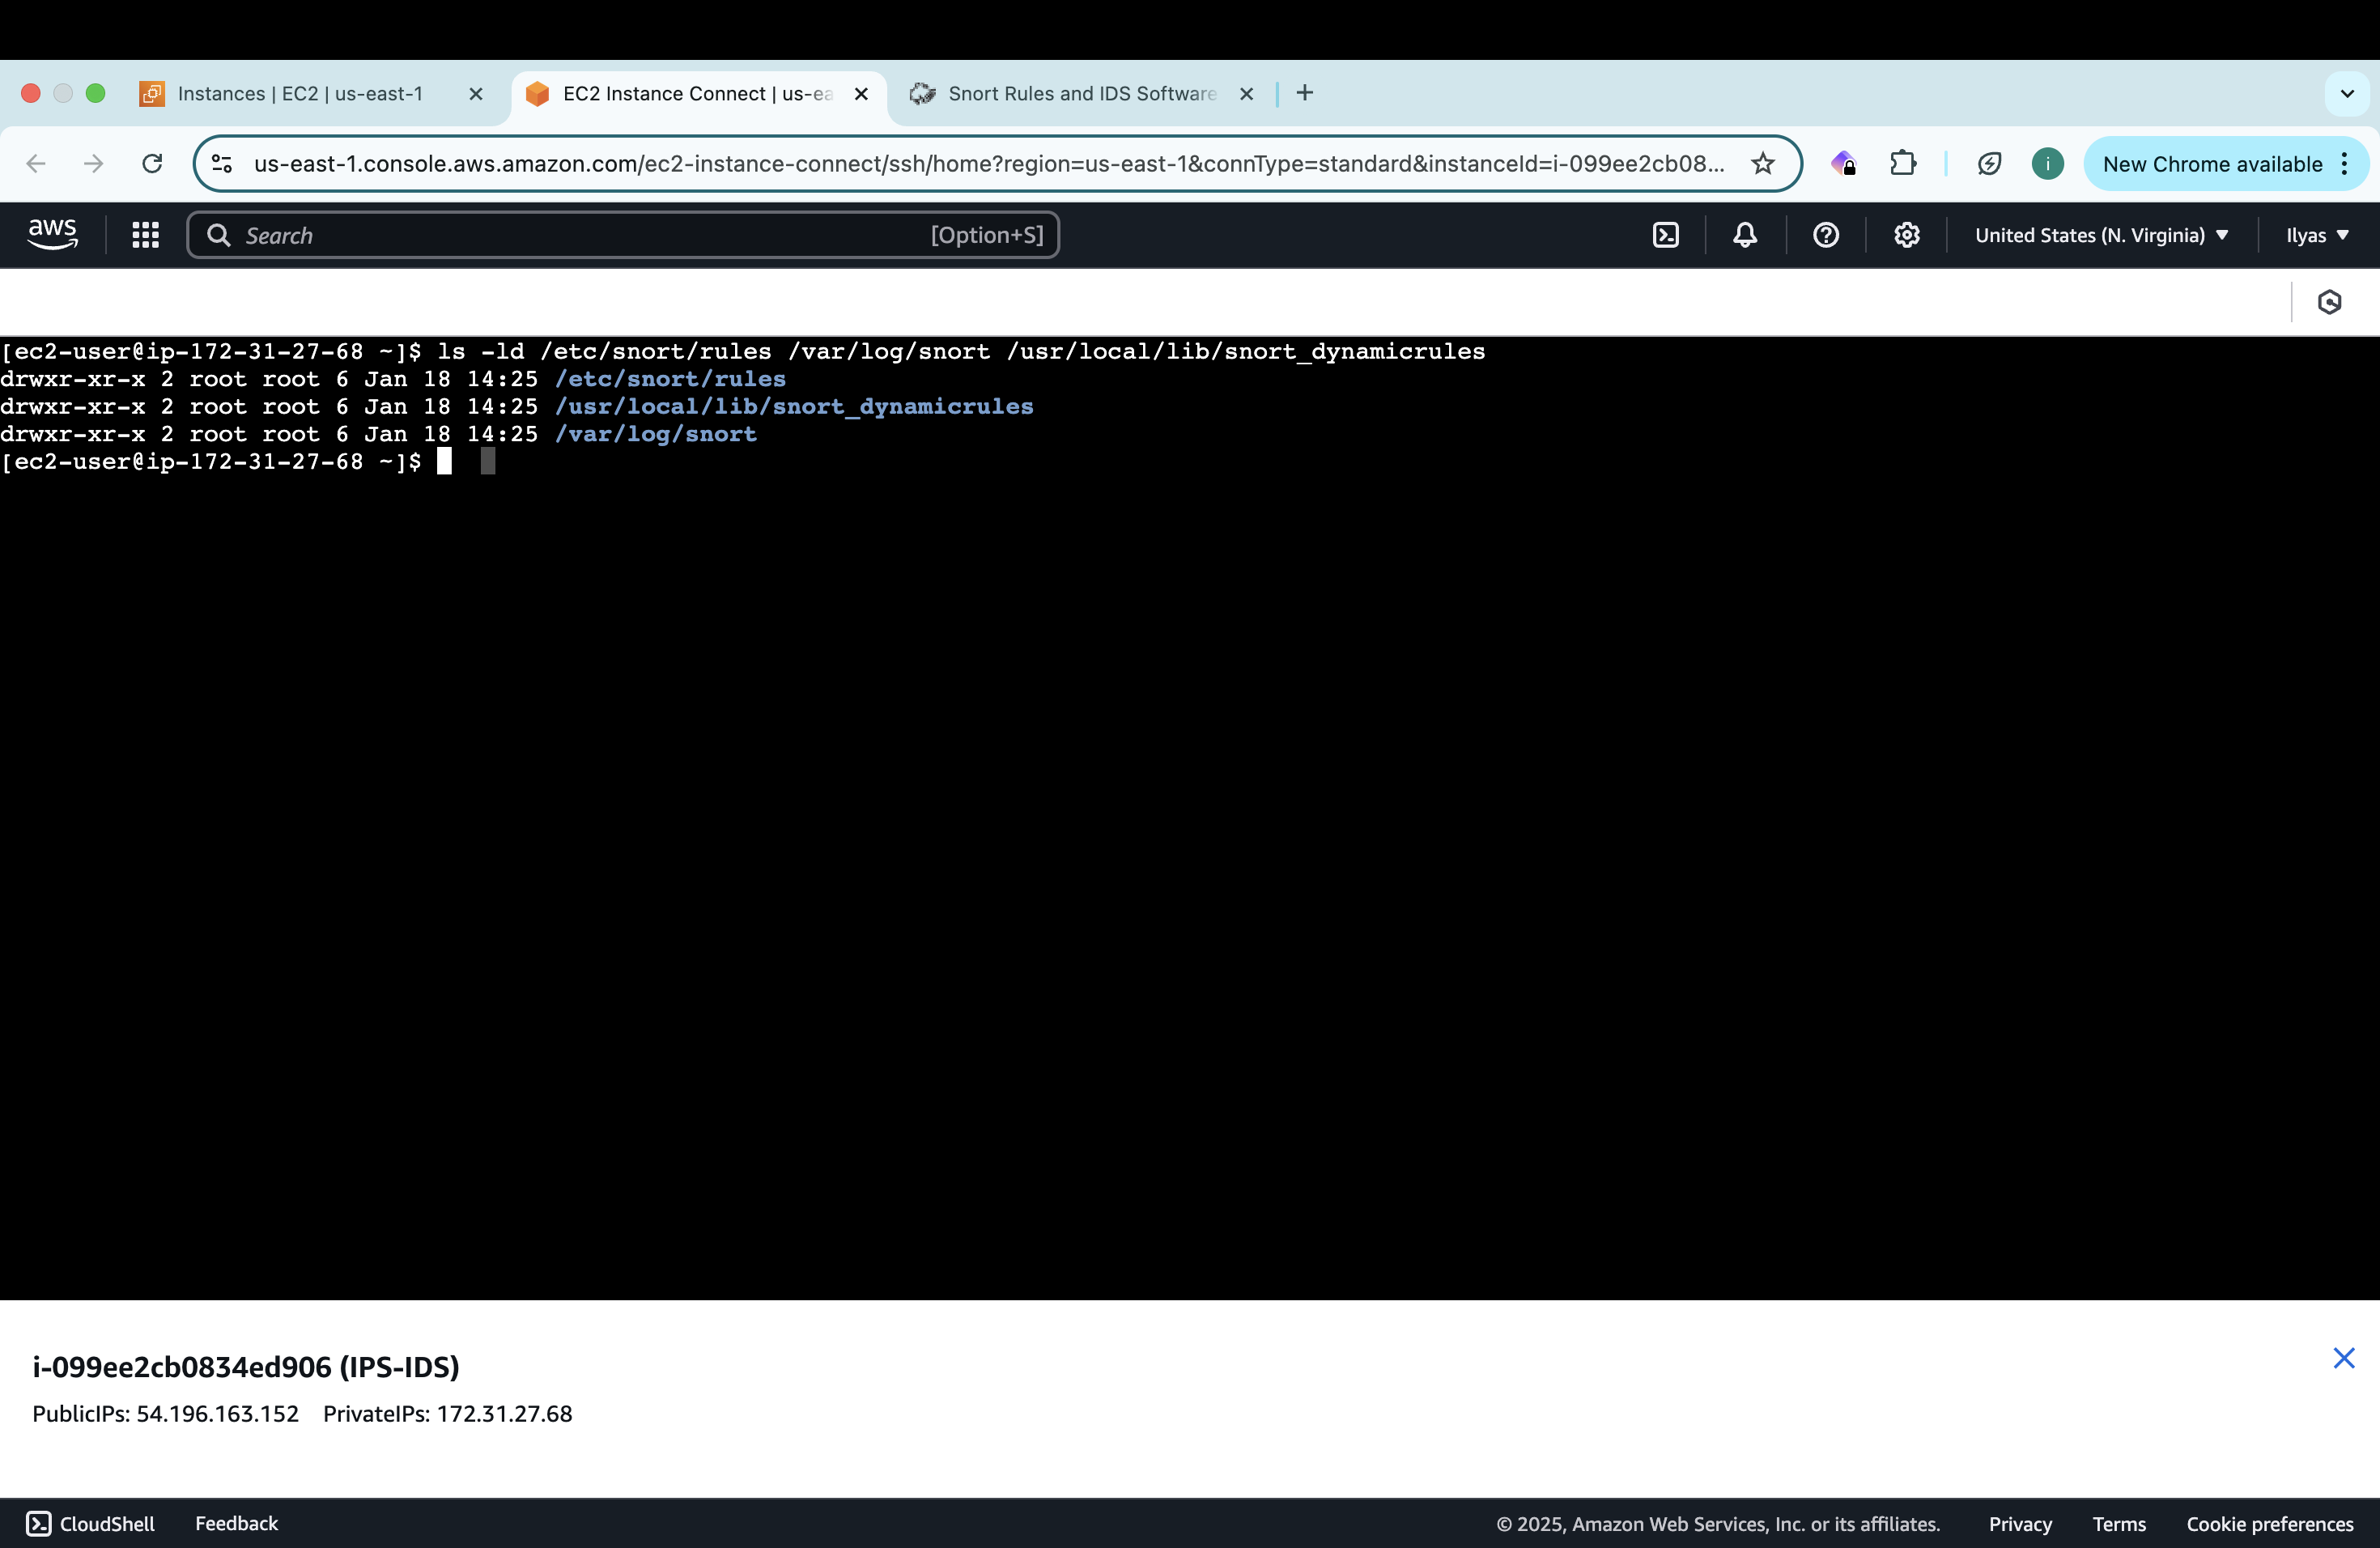 Instances | EC2 | us-east-1
EC2 Instance Connect | us-ea
Snort Rules and IDS Software
us-east-1.console.aws.amazon.com/ec2-instance-connect/ssh/home?region=us-east-1&connType=standard&instanceId=i-099ee2cb08...
i
New Chrome available
aws
Search
[Option+S]
United States (N. Virginia)
Ilyas
[ec2-user@ip-172-31-27-68 ~]$ ls -ld /etc/snort/rules /var/log/snort /usr/local/lib/snort_dynamicrules
drwxr-xr-x 2 root root 6 Jan 18 14:25 /etc/snort/rules
drwxr-xr-x 2 root root 6 Jan 18 14:25 /usr/local/lib/snort_dynamicrules
drwxr-xr-x 2 root root 6 Jan 18 14:25 /var/log/snort
[ec2-user@ip-172-31-27-68 ~]$
i-099ee2cb0834ed906 (IPS-IDS)
PublicIPs: 54.196.163.152 PrivateIPs: 172.31.27.68
CloudShell
Feedback
© 2025, Amazon Web Services, Inc. or its affiliates.
Privacy
Terms
Cookie preferences